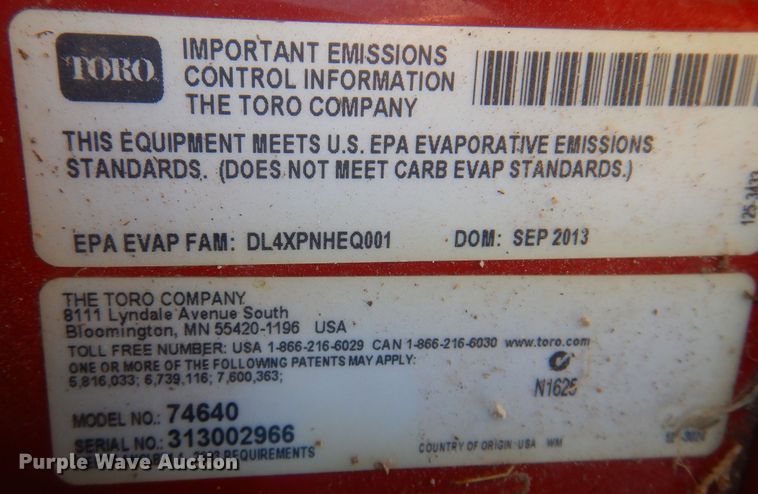 TORO
IMPORTANT EMISSIONS
CONTROL INFORMATION
THE TORO COMPANY
THIS EQUIPMENT MEETS U.S. EPA EVAPORATIVE EMISSIONS
STANDARDS. (DOES NOT MEET CARB EVAP STANDARDS.)
EPA EVAP FAM: DL4XPNHEQ001 DOM: SEP 2013
125-3433
THE TORO COMPANY
8111 Lyndale Avenue South
Bloomington, MN 55420-1196 USA
TOLL FREE NUMBER: USA 1-866-216-6029 CAN 1-866-216-6030 www.toro.com
ONE OR MORE OF THE FOLLOWING PATENTS MAY APPLY:
5,816,033; 6,739,116; 7,600,363;
N1625
MODEL NO.: 74640
SERIAL NO.: 313002966
REQUIREMENTS
COUNTRY OF ORIGIN: USA WM
Purple Wave Auction